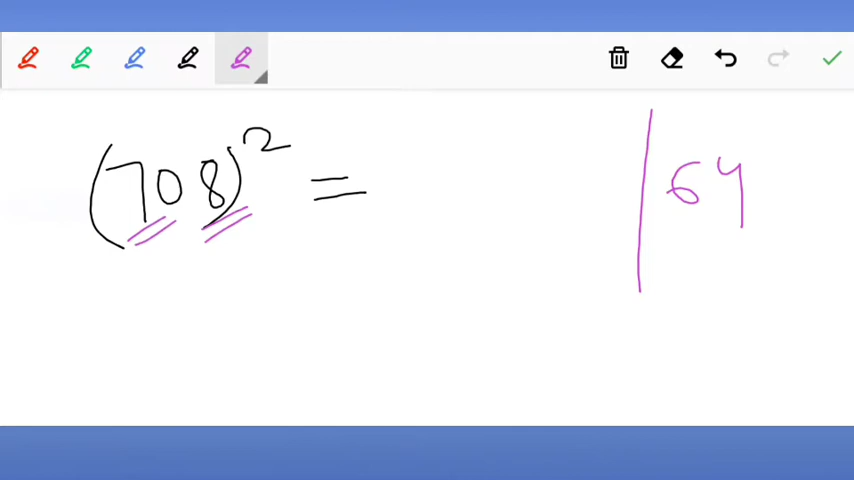 (708)² = | 64